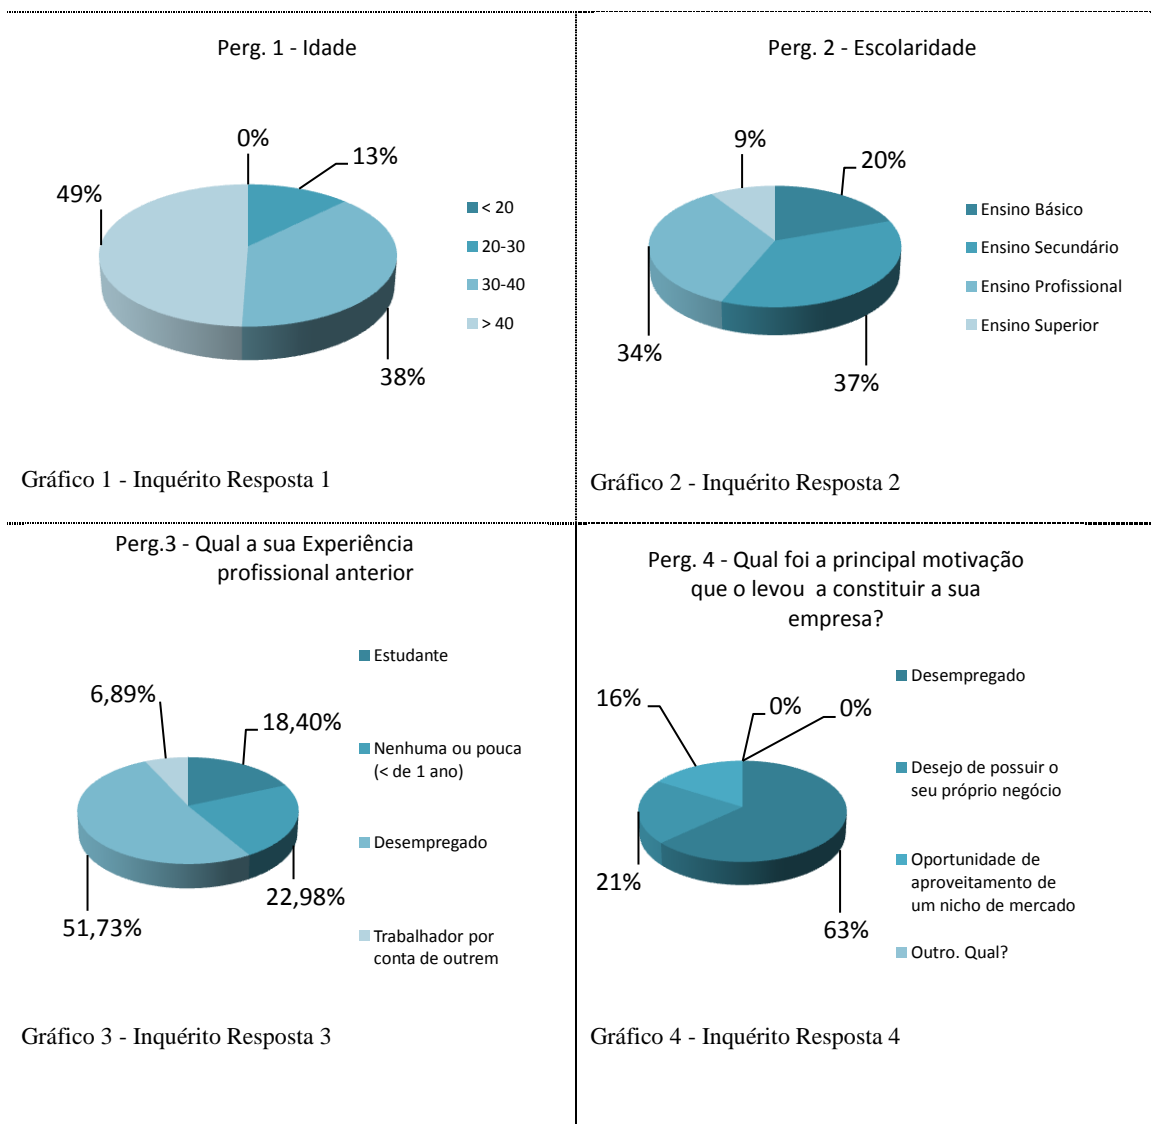 Perg. 1 - Idade
0%
13%
49%
38%
< 20
20-30
30-40
> 40
Gráfico 1 - Inquérito Resposta 1
Perg. 2 - Escolaridade
9%
20%
34%
37%
Ensino Básico
Ensino Secundário
Ensino Profissional
Ensino Superior
Gráfico 2 - Inquérito Resposta 2
Perg.3 - Qual a sua Experiência
profissional anterior
6,89%
18,40%
51,73%
22,98%
Estudante
Nenhuma ou pouca
(< de 1 ano)
Desempregado
Trabalhador por
conta de outrem
Gráfico 3 - Inquérito Resposta 3
Perg. 4 - Qual foi a principal motivação
que o levou a constituir a sua
empresa?
16%
0%
0%
21%
63%
Desempregado
Desejo de possuir o
seu próprio negócio
Oportunidade de
aproveitamento de
um nicho de mercado
Outro. Qual?
Gráfico 4 - Inquérito Resposta 4